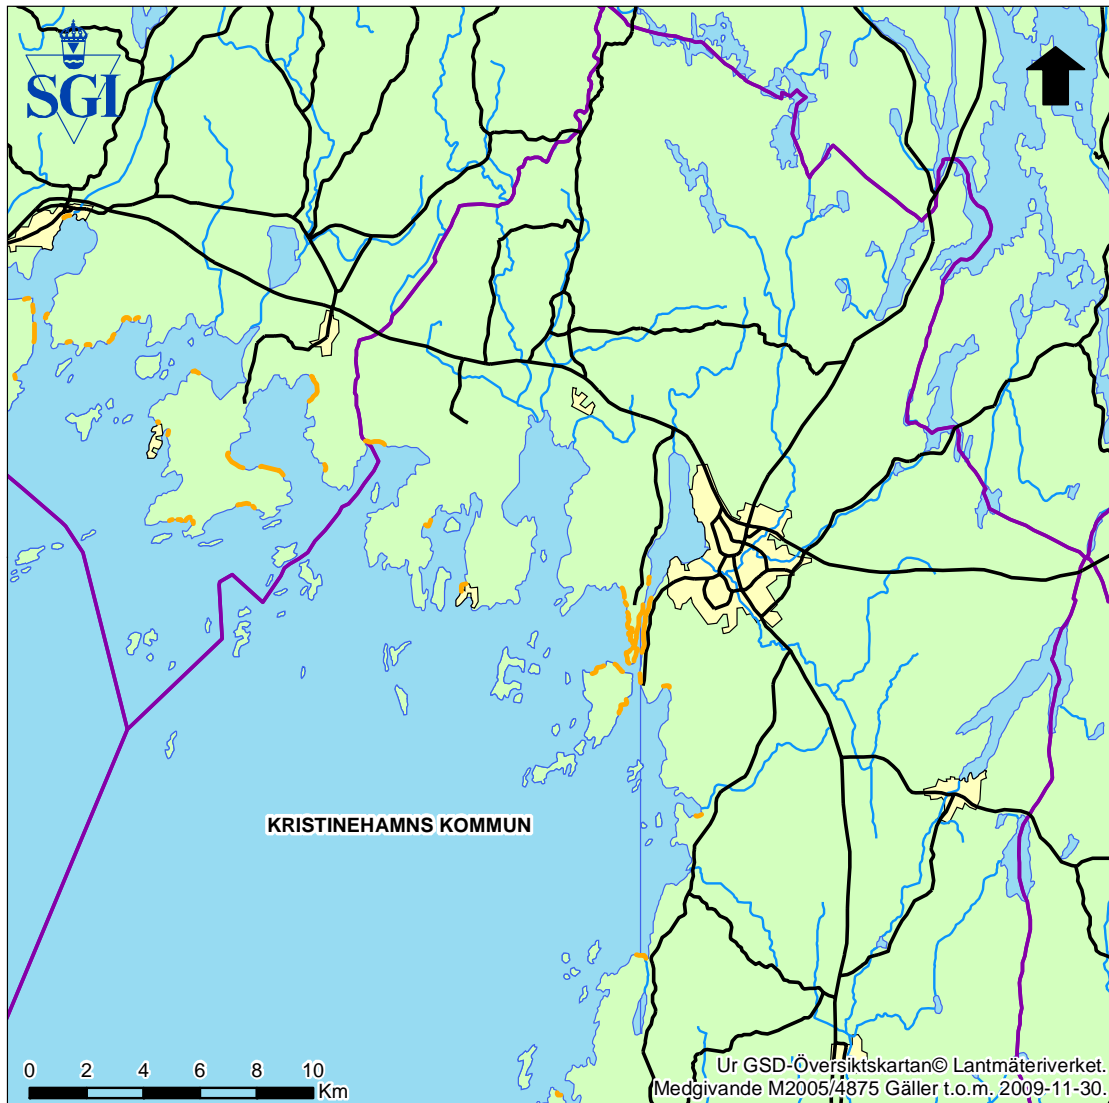 SGI
KRISTINEHAMNS KOMMUN
0 2 4 6 8 10
Km
Ur GSD-Översiktskartan© Lantmäteriverket.
Medgivande M2005/4875 Gäller t.o.m. 2009-11-30.